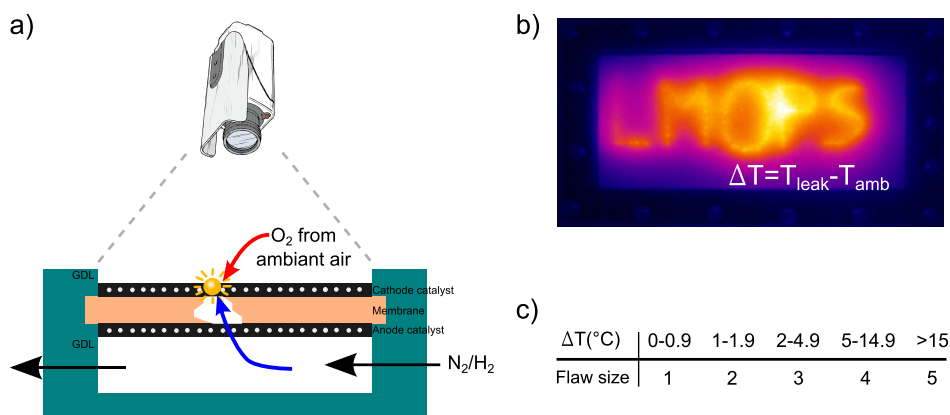 a)
O2 from
ambiant air
GDL
Cathode catalyst
Membrane
Anode catalyst
GDL
N2/H2
b)
LMOPS
ΔT=Tleak-Tamb
c)
ΔT(°C) 0-0.9 1-1.9 2-4.9 5-14.9 >15
Flaw size 1 2 3 4 5